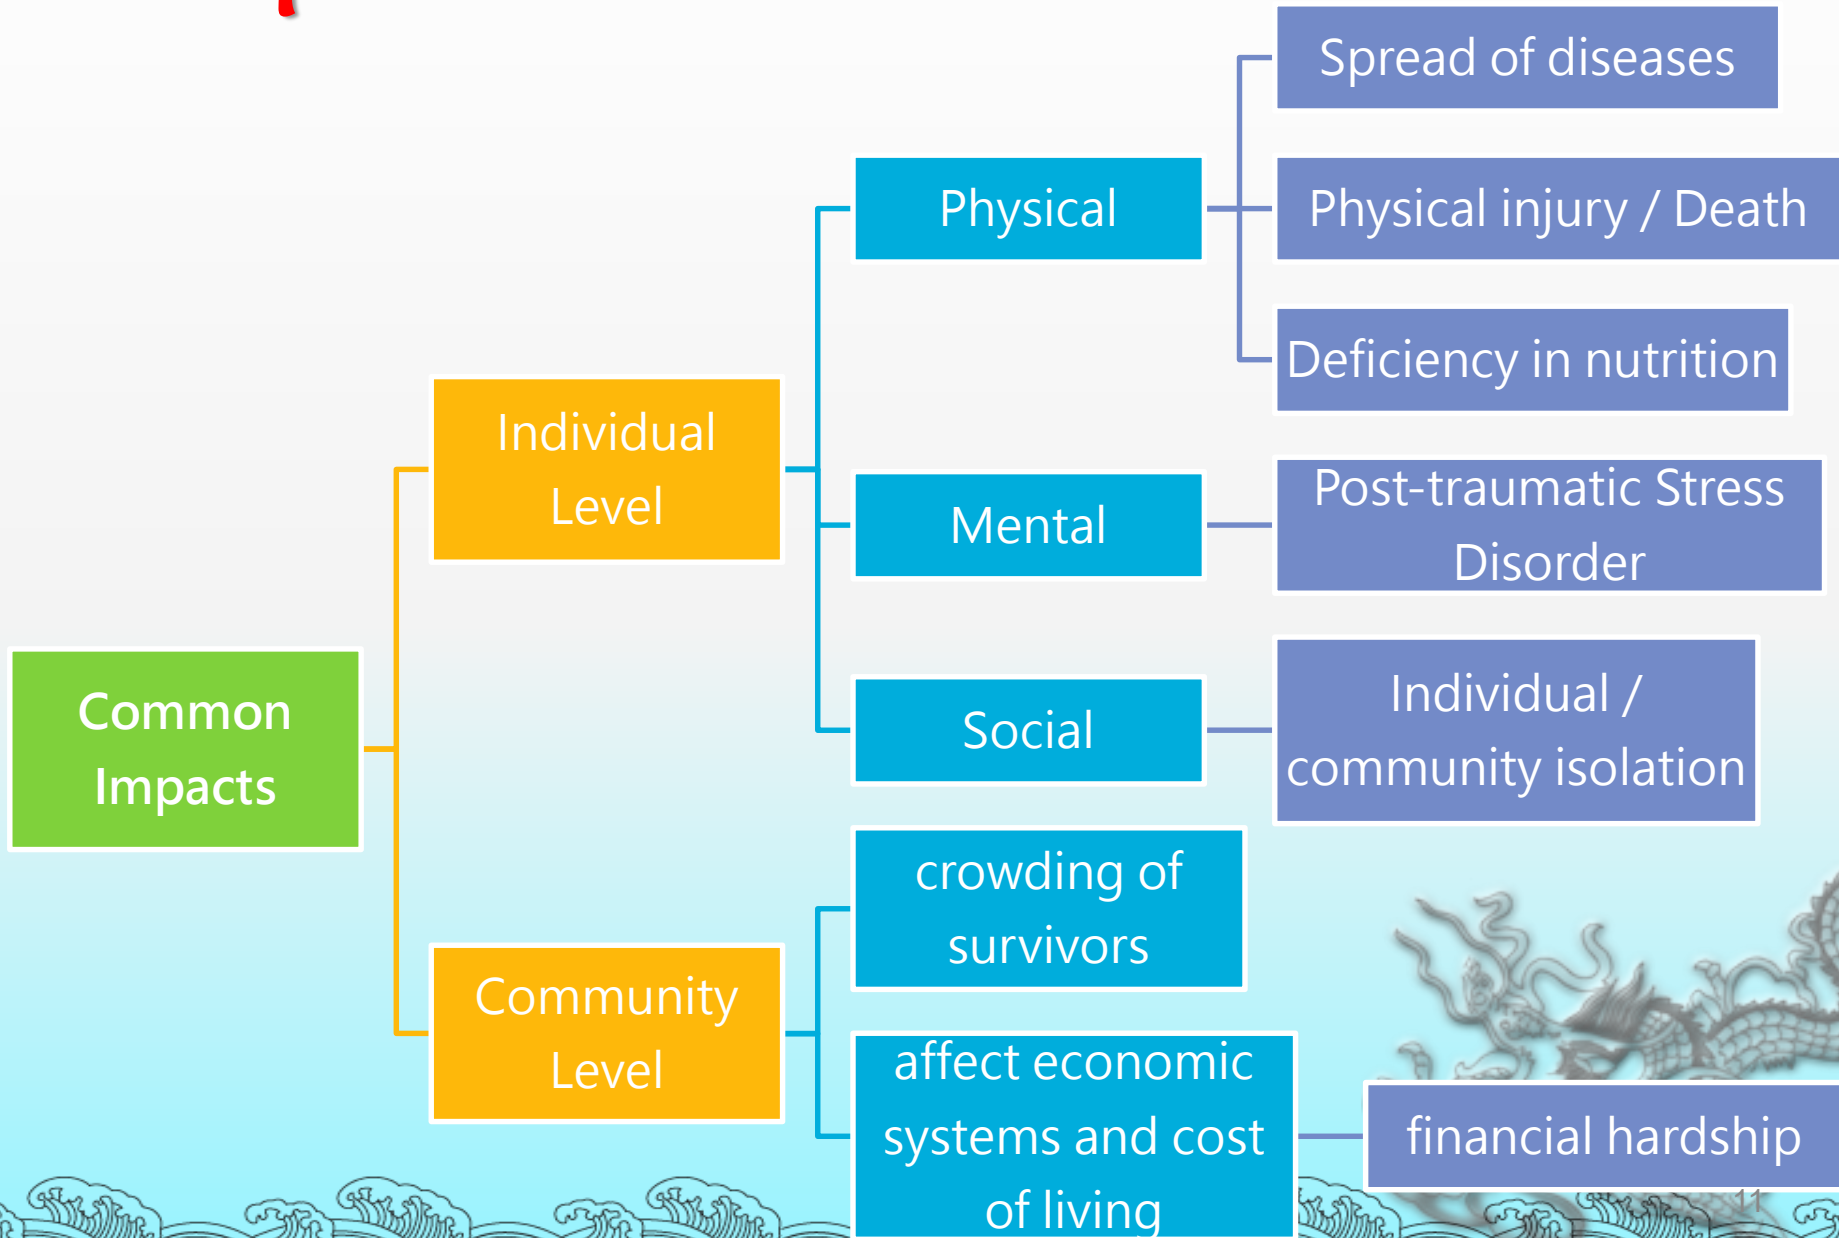 Common
Impacts
Individual
Level
Physical
Spread of diseases
Physical injury / Death
Deficiency in nutrition
Mental
Post-traumatic Stress
Disorder
Social
Individual /
community isolation
Community
Level
crowding of
survivors
affect economic
systems and cost
of living
financial hardship
11